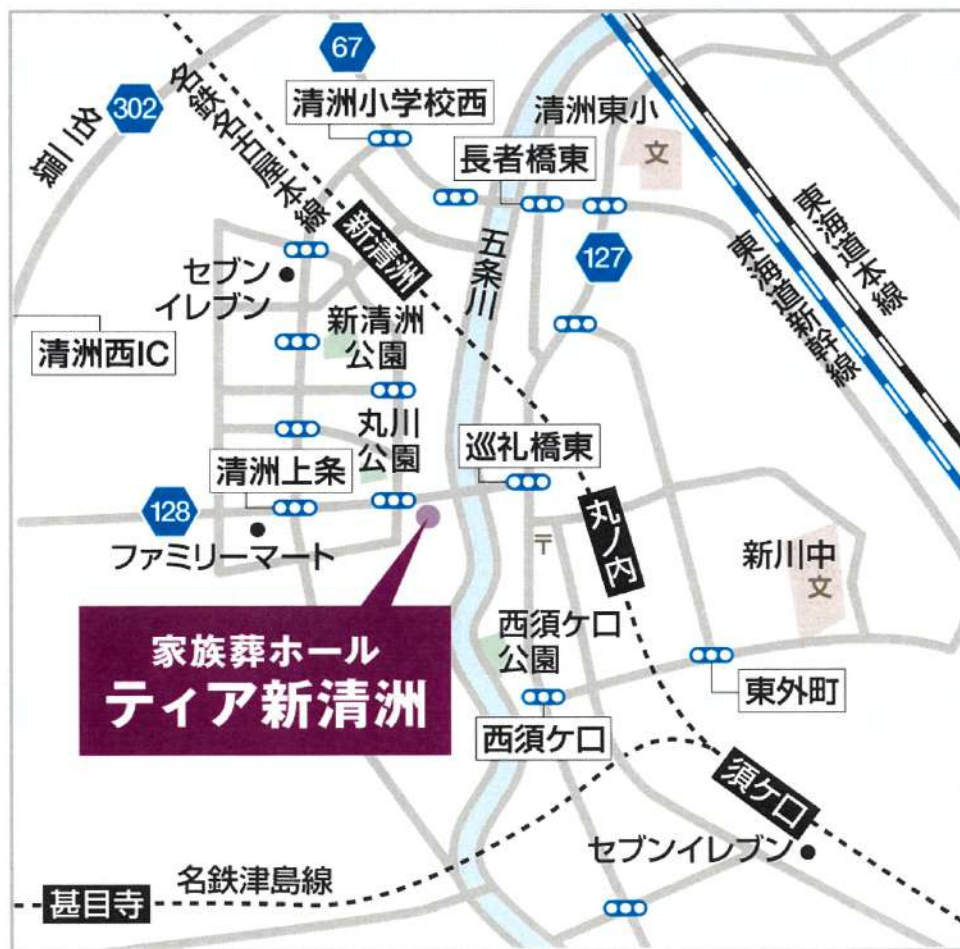 67
302
名二環
名鉄名古屋本線
清洲小学校西
清洲東小
文
長者橋東
東海道本線
東海道新幹線
新清洲
五条川
127
セブン
イレブン
新清洲
公園
清洲西IC
丸川
公園
巡礼橋東
清洲上条
128
ファミリーマート
〒
丸ノ内
新川中
文
家族葬ホール
ティア新清洲
西須ケ口
公園
東外町
西須ケ口
須ケ口
セブンイレブン
名鉄津島線
甚目寺